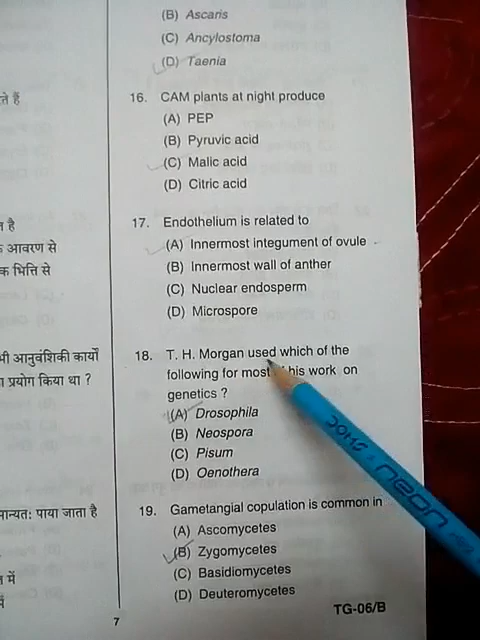 ते हैं
है
आवरण से
क भित्ति से
भी आनुवंशिकी कार्यों
प्रयोग किया था ?
मान्यतः पाया जाता है
में
(B) Ascaris
(C) Ancylostoma
(D) Taenia
16. CAM plants at night produce
(A) PEP
(B) Pyruvic acid
(C) Malic acid
(D) Citric acid
17. Endothelium is related to
(A) Innermost integument of ovule
(B) Innermost wall of anther
(C) Nuclear endosperm
(D) Microspore
18. T. H. Morgan used which of the
following for most his work on
genetics ?
(A) Drosophila
(B) Neospora
(C) Pisum
(D) Oenothera
19. Gametangial copulation is common in
(A) Ascomycetes
(B) Zygomycetes
(C) Basidiomycetes
(D) Deuteromycetes
7
TG-06/B
DOMS neon